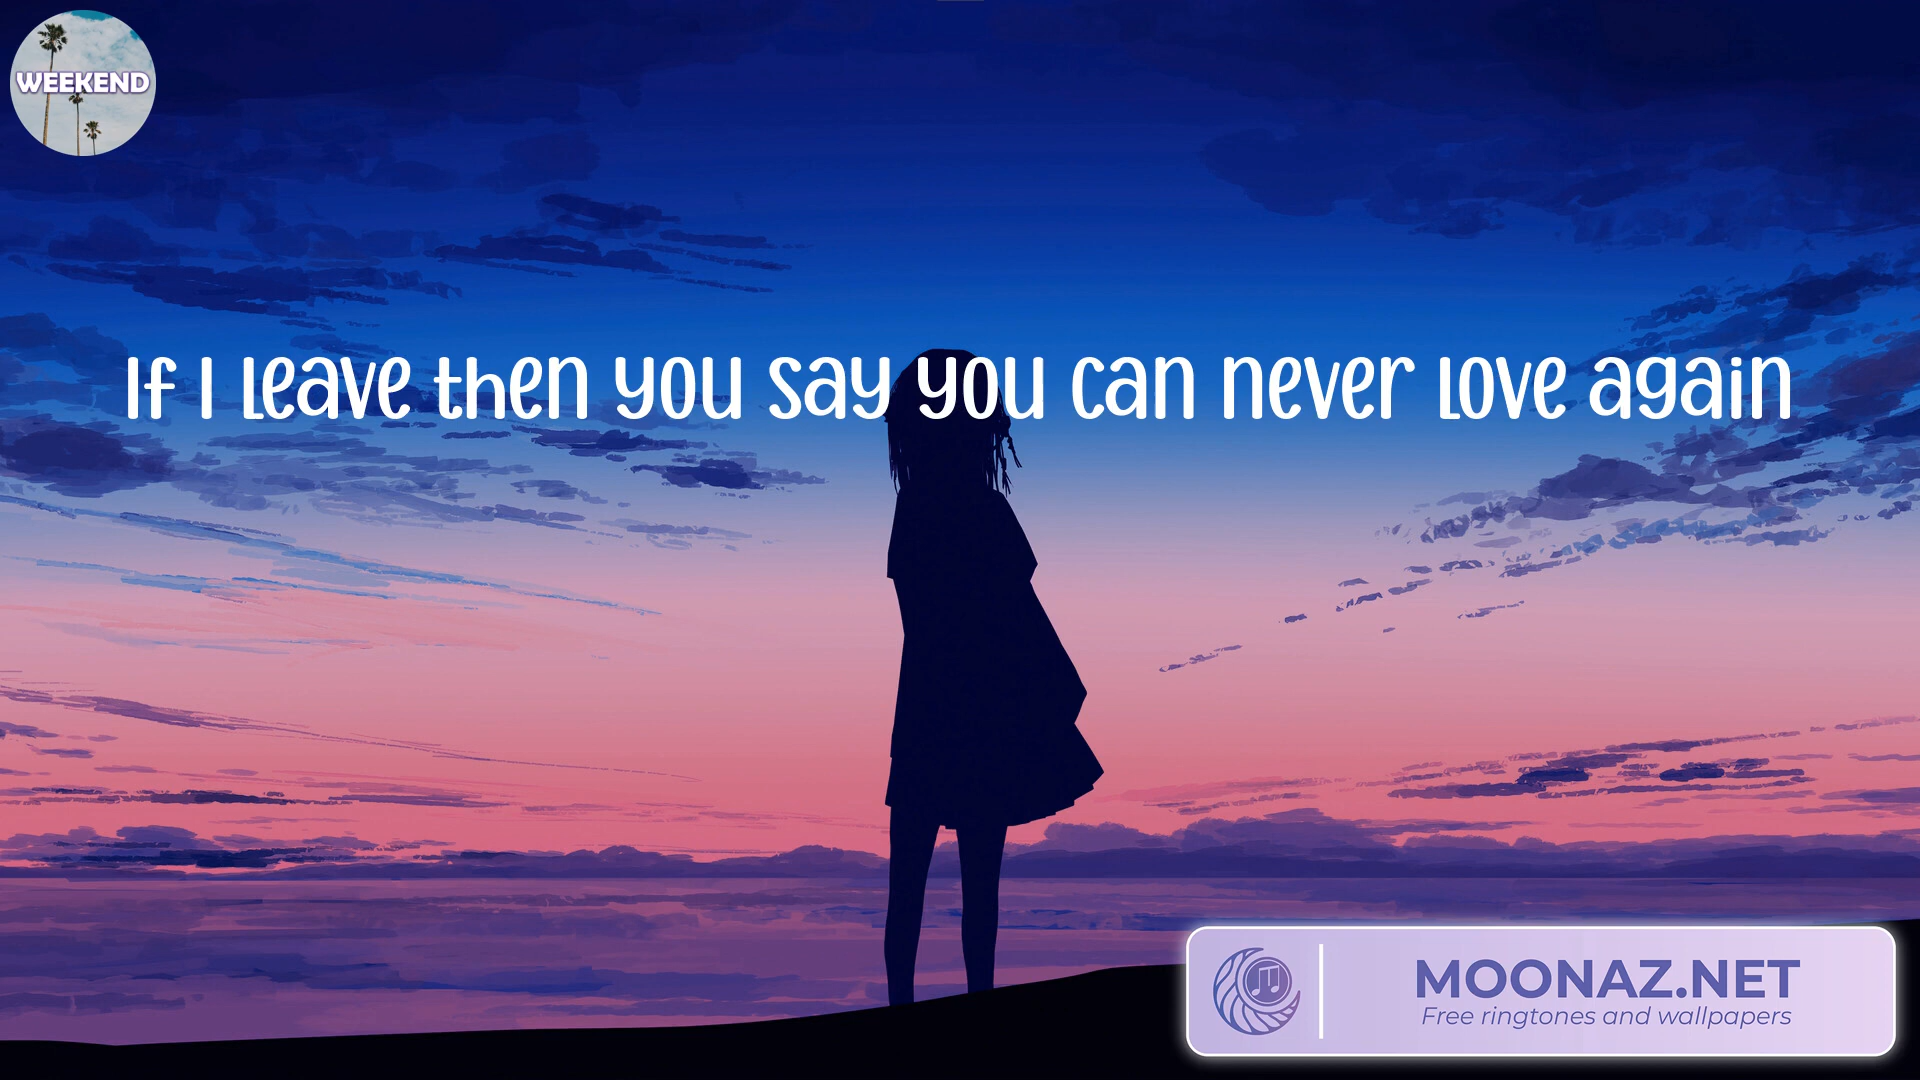 WEEKEND
If I leave then you say you can never love again
MOONAZ.NET
Free ringtones and wallpapers